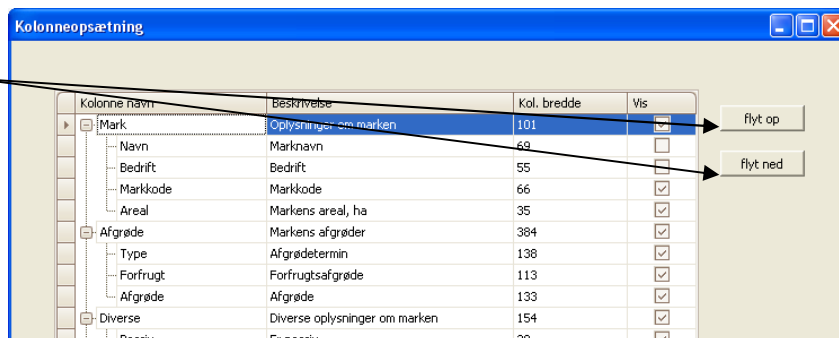 Kolonneopsætning
Kolonne navn Beskrivelse Kol. bredde Vis
Mark Oplysninger om marken 101
Navn Marknavn 69
Bedrift Bedrift 55
Markkode Markkode 66
Areal Markens areal, ha 35
Afgrøde Markens afgrøder 384
Type Afgrødetermin 138
Forfrugt Forfrugtsafgrøde 113
Afgrøde Afgrøde 133
Diverse Diverse oplysninger om marken 154
flyt op
flyt ned